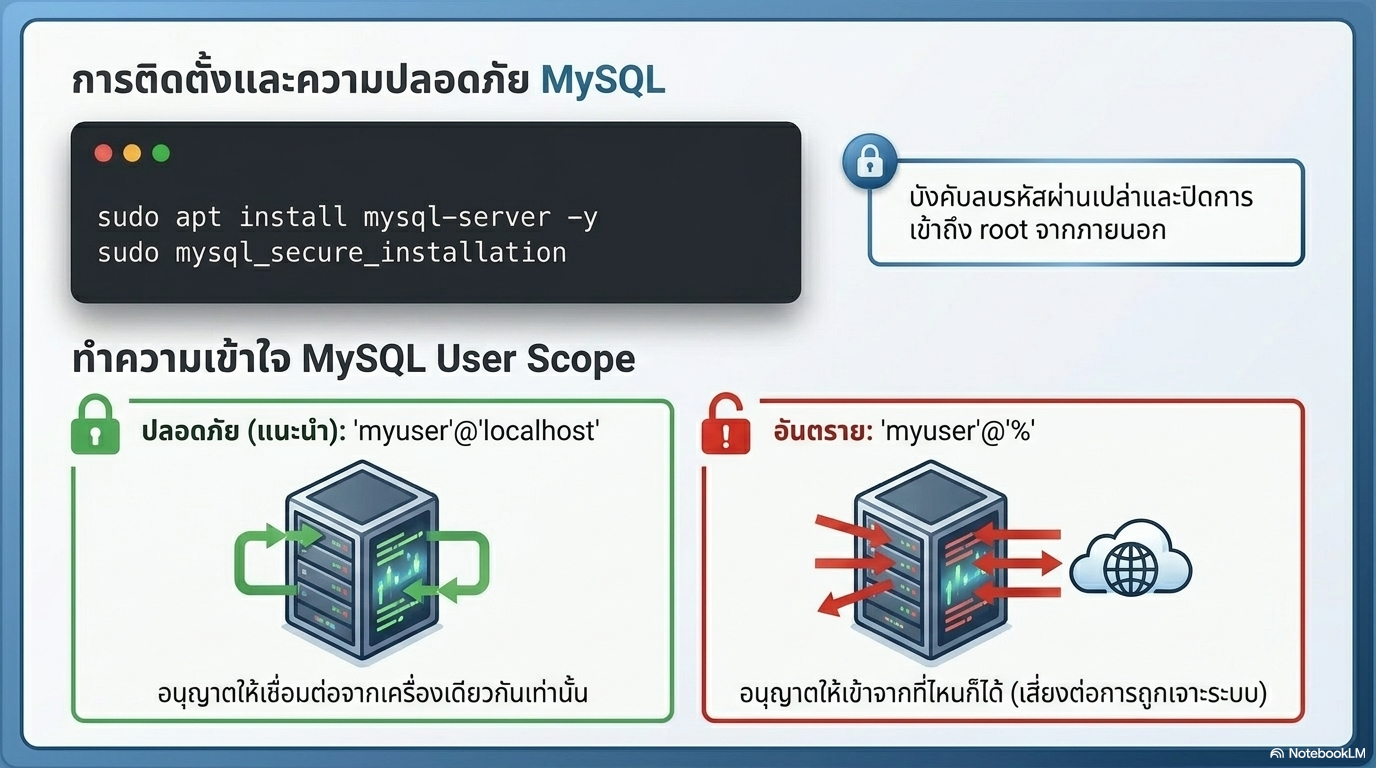 การติดตั้งและความปลอดภัย MySQL
sudo apt install mysql-server -y
sudo mysql_secure_installation
บังคับลบรหัสผ่านเปล่าและปิดการ
เข้าถึง root จากภายนอก
ทำความเข้าใจ MySQL User Scope
ปลอดภัย (แนะนำ): 'myuser'@'localhost'
อนุญาตให้เชื่อมต่อจากเครื่องเดียวกันเท่านั้น
อันตราย: 'myuser'@'%'
อนุญาตให้เข้าจากที่ไหนก็ได้ (เสี่ยงต่อการถูกเจาะระบบ)
NotebookLM